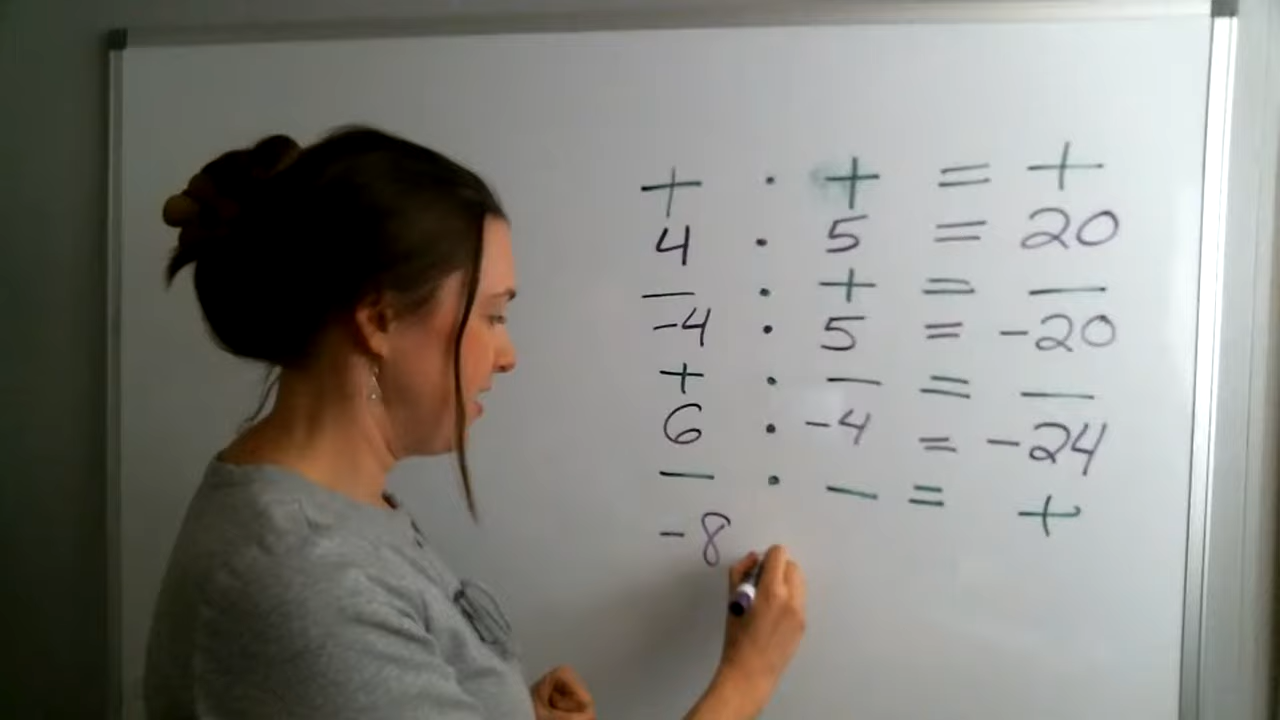 + · + = +
4 · 5 = 20
— · + = —
-4 · 5 = -20
+ · — = —
6 · -4 = -24
— · — = +
-8